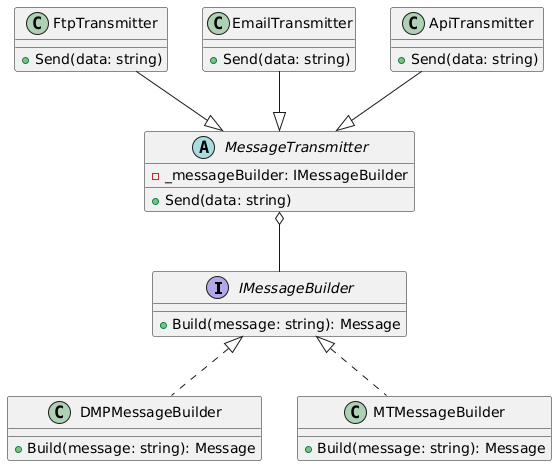 C FtpTransmitter
Send(data: string)
C EmailTransmitter
Send(data: string)
C ApiTransmitter
Send(data: string)
A MessageTransmitter
_messageBuilder: IMessageBuilder
Send(data: string)
I IMessageBuilder
Build(message: string): Message
C DMPMessageBuilder
Build(message: string): Message
C MTMessageBuilder
Build(message: string): Message